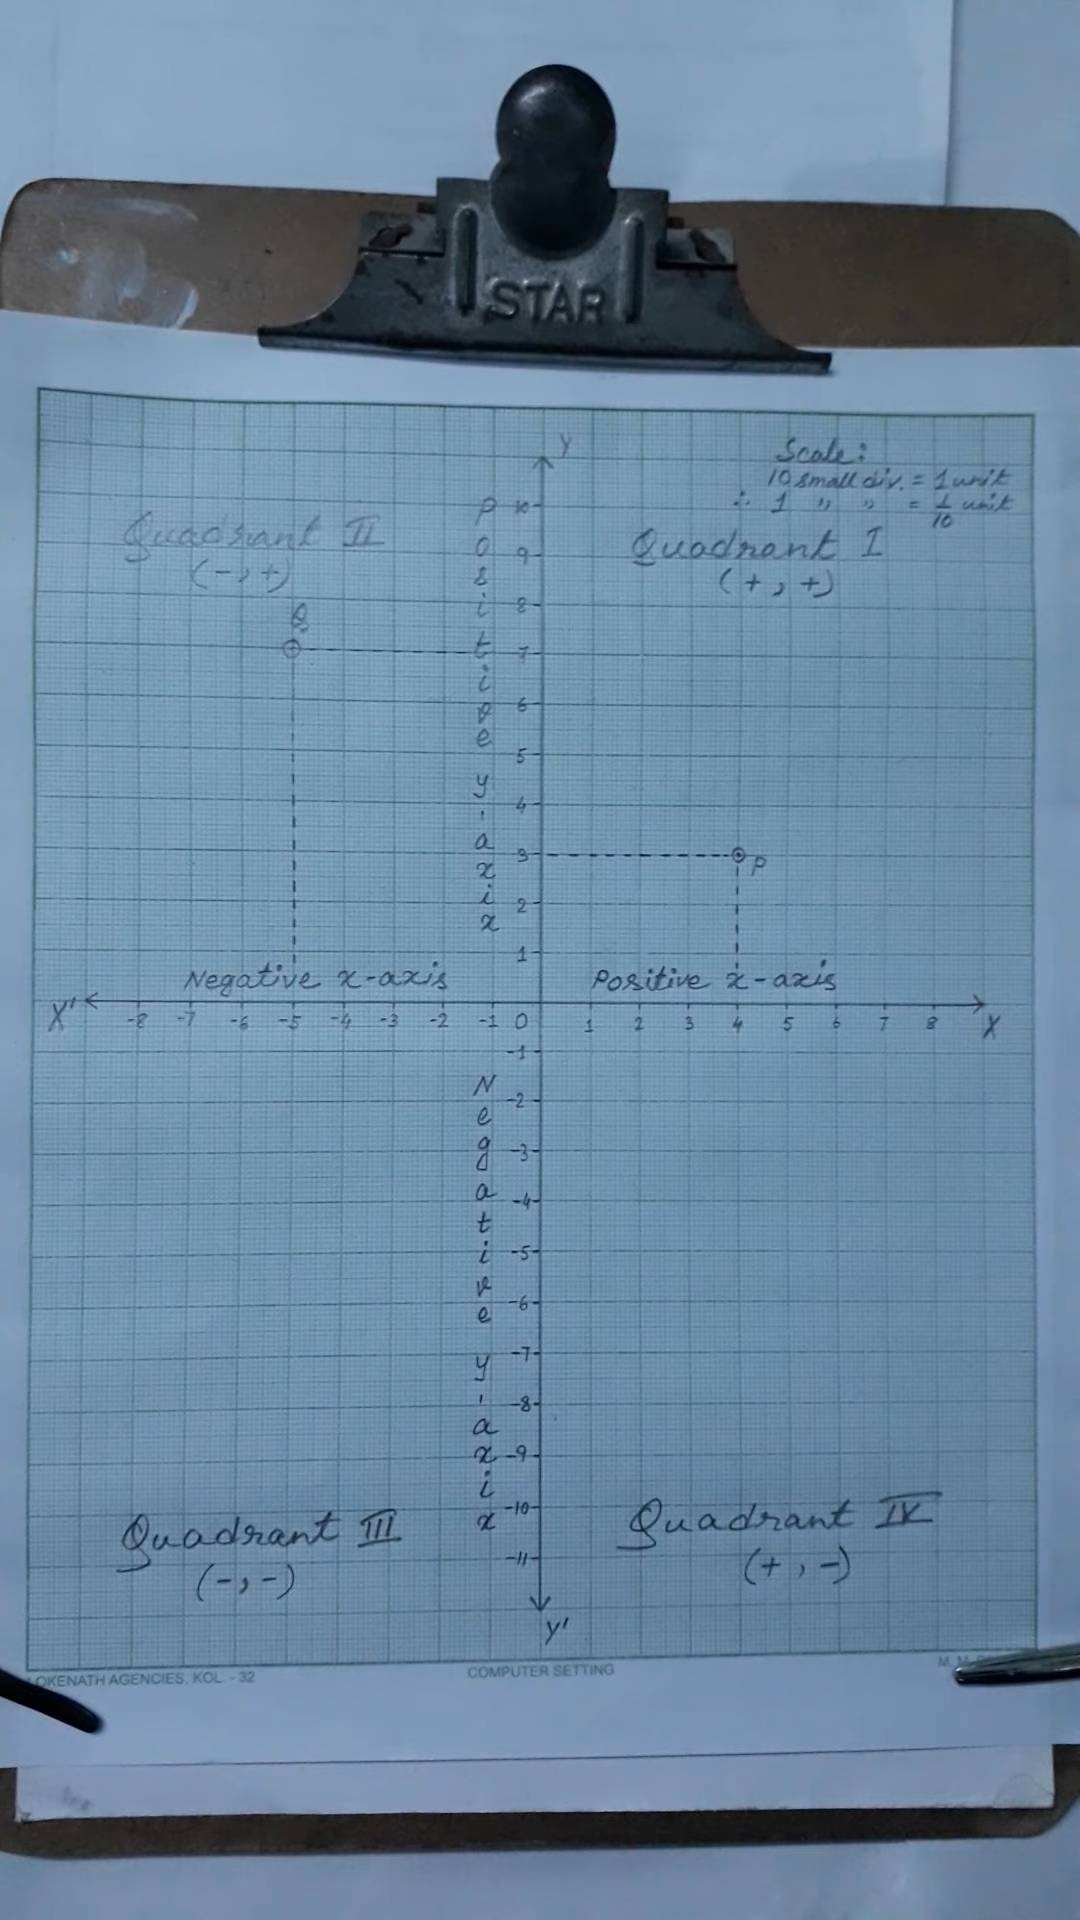 STAR
Y
Scale:
10 small div. = 1 unit
∴ 1 " " = 1/10 unit
Quadrant II
(-,+)
Quadrant I
(+,+)
Q
P
Positive y-axix
10
9
8
7
6
5
4
3
2
1
Negative x-axis
Positive x-axis
X'
-8 -7 -6 -5 -4 -3 -2 -1 0 1 2 3 4 5 6 7 8
X
-1
-2
-3
-4
-5
-6
-7
-8
-9
-10
-11
Negative y-axix
Quadrant III
(-,-)
Quadrant IV
(+,-)
Y'
LOKENATH AGENCIES, KOL. - 32
COMPUTER SETTING
M. M.